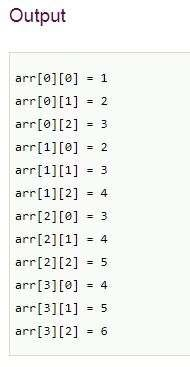 Output
arr[0][0] = 1
arr[0][1] = 2
arr[0][2] = 3
arr[1][0] = 2
arr[1][1] = 3
arr[1][2] = 4
arr[2][0] = 3
arr[2][1] = 4
arr[2][2] = 5
arr[3][0] = 4
arr[3][1] = 5
arr[3][2] = 6